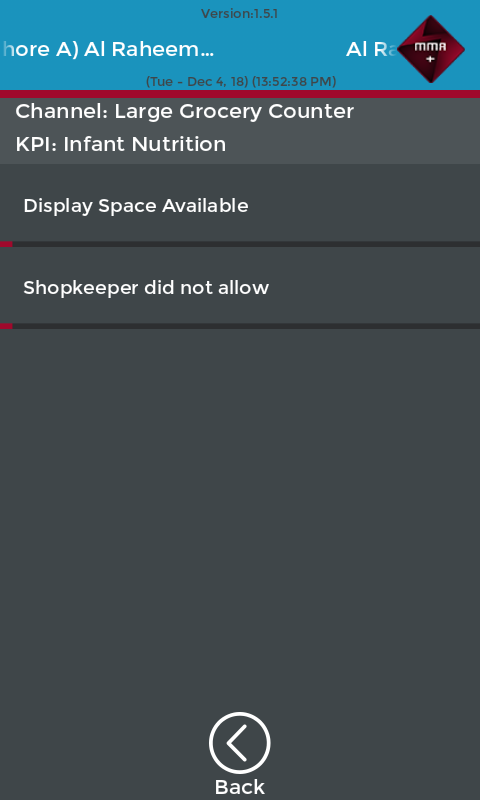 Version:1.5.1
hore A) Al Raheem... Al Ra
MMA
+
(Tue - Dec 4, 18) (13:52:38 PM)
Channel: Large Grocery Counter
KPI: Infant Nutrition
Display Space Available
Shopkeeper did not allow
Back